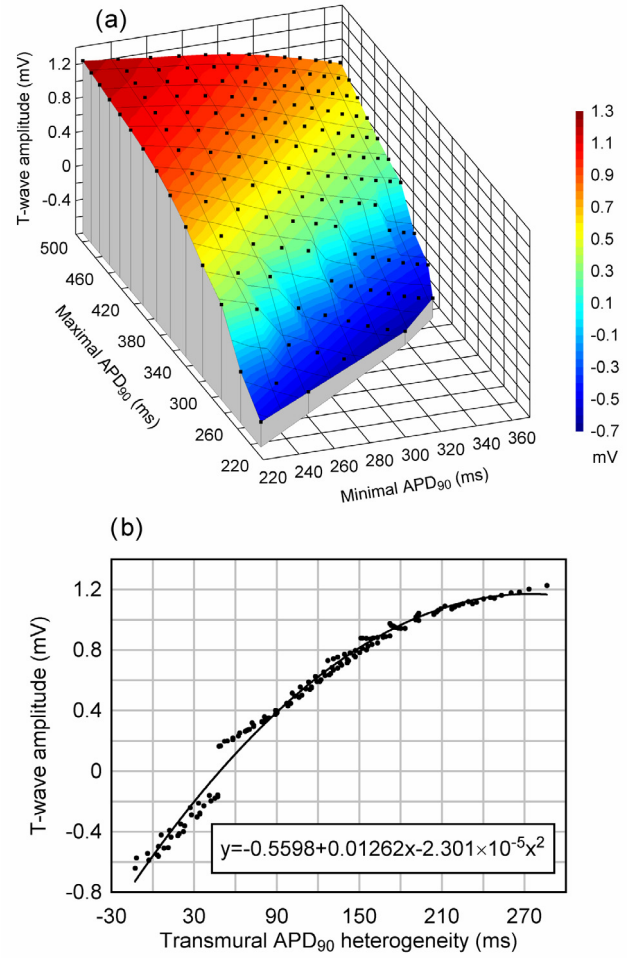 (a)
T-wave amplitude (mV)
1.2
0.8
0.4
0
-0.4
500
460
420
380
340
300
260
220
Maximal APD₉₀ (ms)
220 240 260 280 300 320 340 360
Minimal APD₉₀ (ms)
1.3
1.1
0.9
0.7
0.5
0.3
0.1
-0.1
-0.3
-0.5
-0.7
mV
(b)
T-wave amplitude (mV)
1.2
0.8
0.4
0
-0.4
-0.8
y=-0.5598+0.01262x-2.301×10⁻⁵x²
-30 30 90 150 210 270
Transmural APD₉₀ heterogeneity (ms)